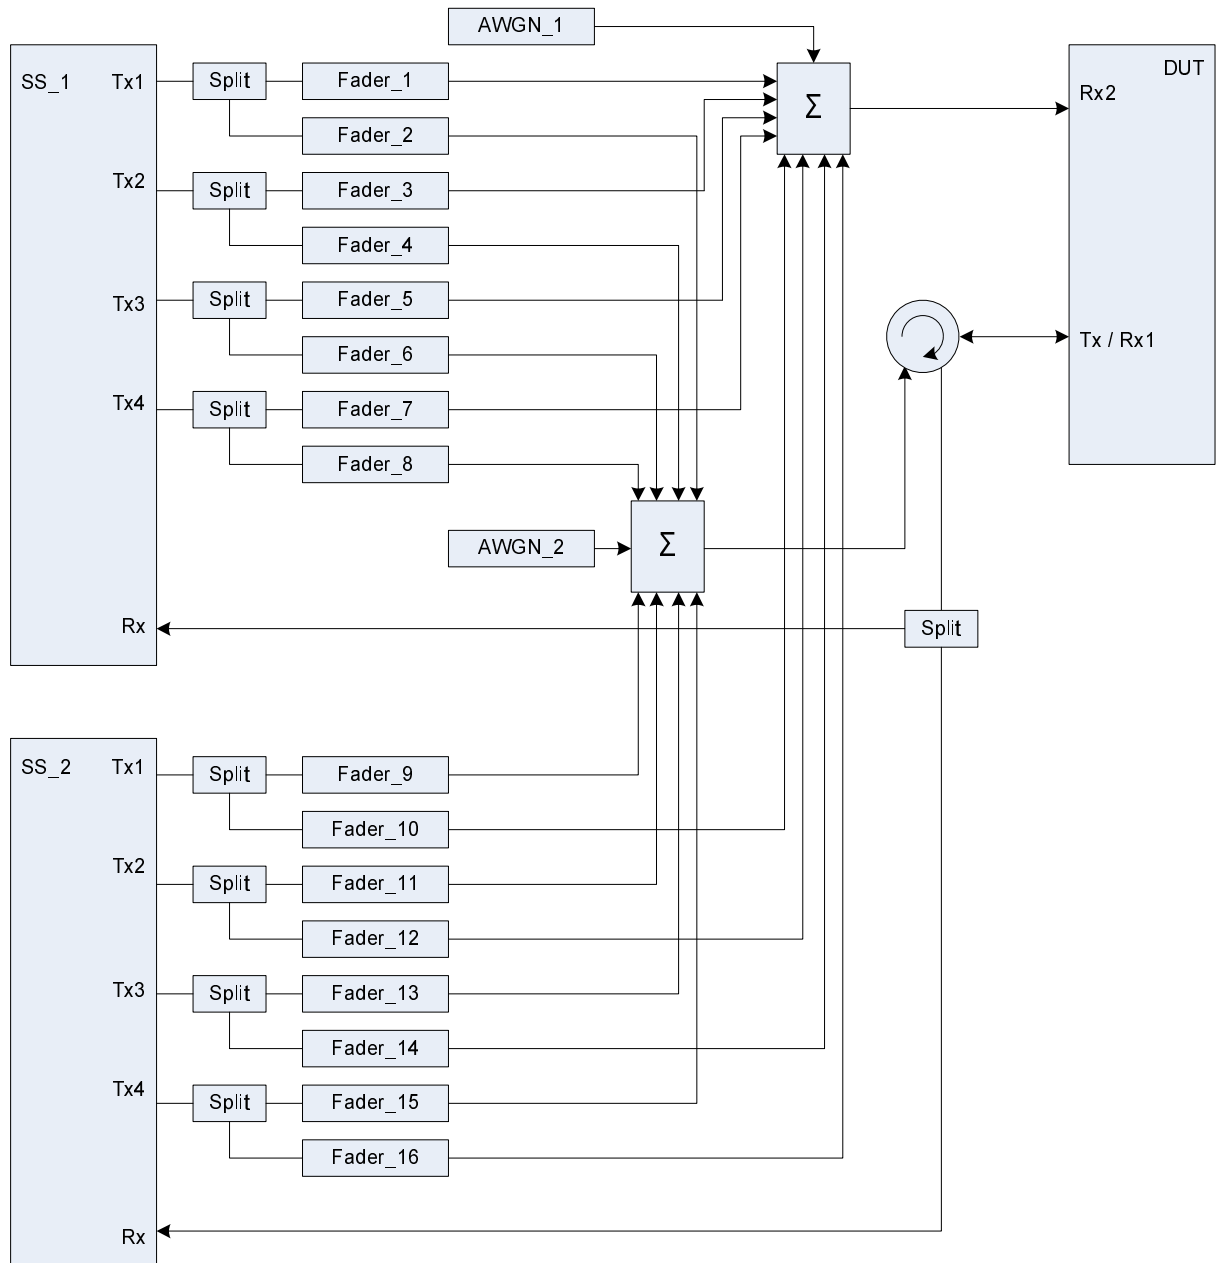 AWGN_1
SS_1
Tx1
Split
Fader_1
Σ
DUT
Rx2
Fader_2
Tx2
Split
Fader_3
Fader_4
Tx3
Split
Fader_5
Fader_6
Tx / Rx1
Tx4
Split
Fader_7
Fader_8
AWGN_2
Σ
Rx
Split
SS_2
Tx1
Split
Fader_9
Fader_10
Tx2
Split
Fader_11
Fader_12
Tx3
Split
Fader_13
Fader_14
Tx4
Split
Fader_15
Fader_16
Rx